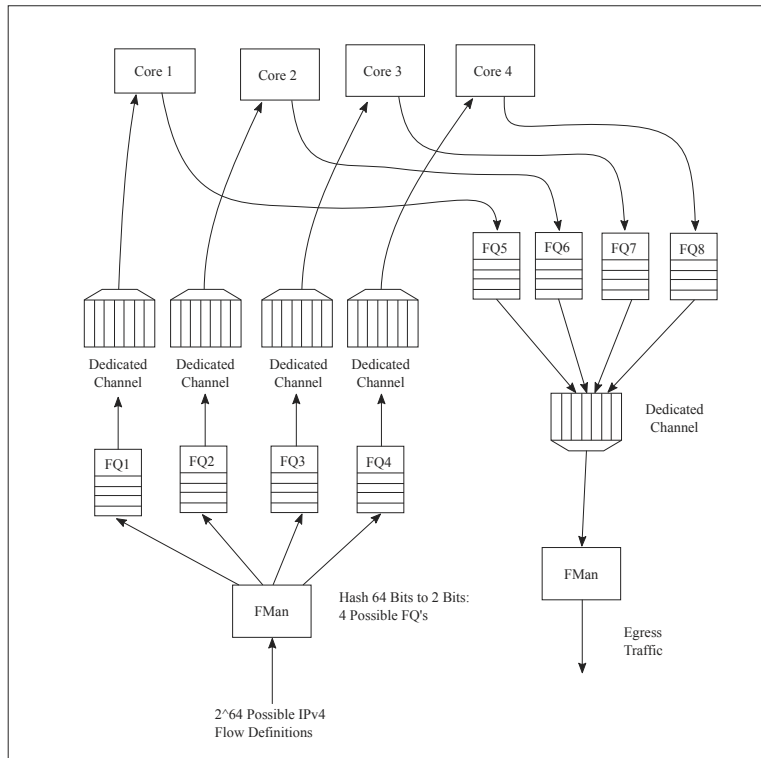 Core 1
Core 2
Core 3
Core 4
FQ5
FQ6
FQ7
FQ8
Dedicated
Channel
Dedicated
Channel
Dedicated
Channel
Dedicated
Channel
Dedicated
Channel
FQ1
FQ2
FQ3
FQ4
FMan
Hash 64 Bits to 2 Bits:
4 Possible FQ's
FMan
Egress
Traffic
2^64 Possible IPv4
Flow Definitions